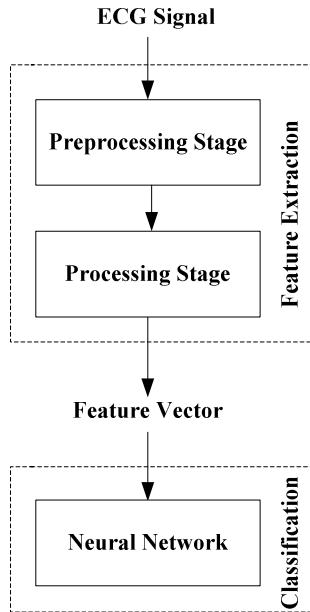 ECG Signal
Preprocessing Stage
Processing Stage
Feature Extraction
Feature Vector
Neural Network
Classification